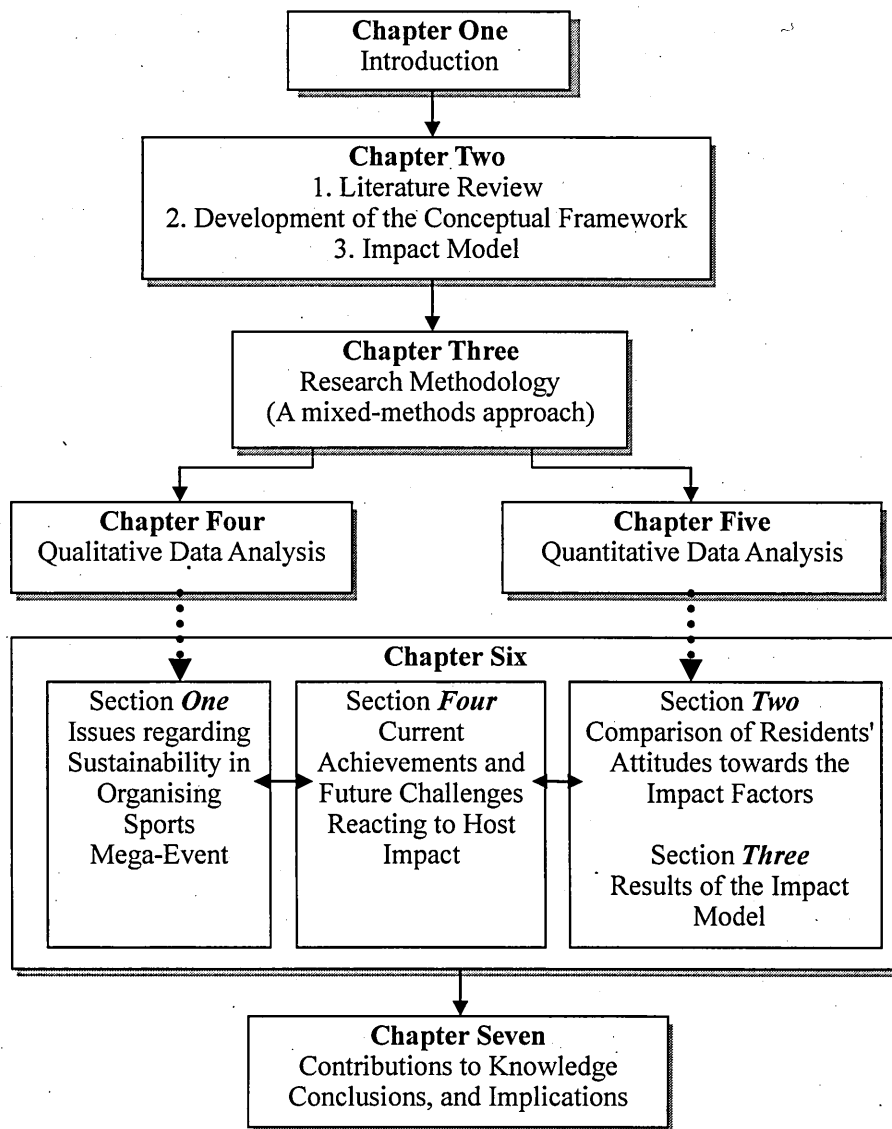 Chapter One
Introduction
Chapter Two
1. Literature Review
2. Development of the Conceptual Framework
3. Impact Model
Chapter Three
Research Methodology
(A mixed-methods approach)
Chapter Four
Qualitative Data Analysis
Chapter Five
Quantitative Data Analysis
Chapter Six
Section One
Issues regarding
Sustainability in
Organising
Sports
Mega-Event
Section Four
Current
Achievements and
Future Challenges
Reacting to Host
Impact
Section Two
Comparison of Residents'
Attitudes towards the
Impact Factors
Section Three
Results of the Impact
Model
Chapter Seven
Contributions to Knowledge
Conclusions, and Implications